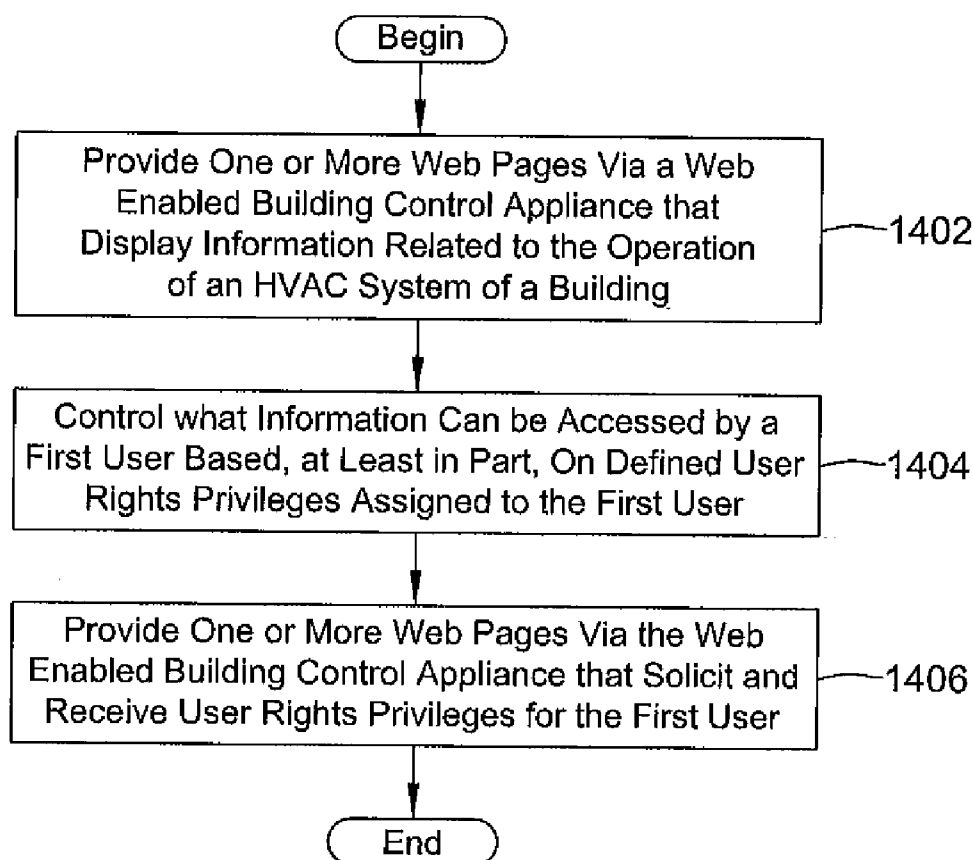 Begin
Provide One or More Web Pages Via a Web
Enabled Building Control Appliance that
Display Information Related to the Operation
of an HVAC System of a Building
1402
Control what Information Can be Accessed by a
First User Based, at Least in Part, On Defined User
Rights Privileges Assigned to the First User
1404
Provide One or More Web Pages Via the Web
Enabled Building Control Appliance that Solicit and
Receive User Rights Privileges for the First User
1406
End